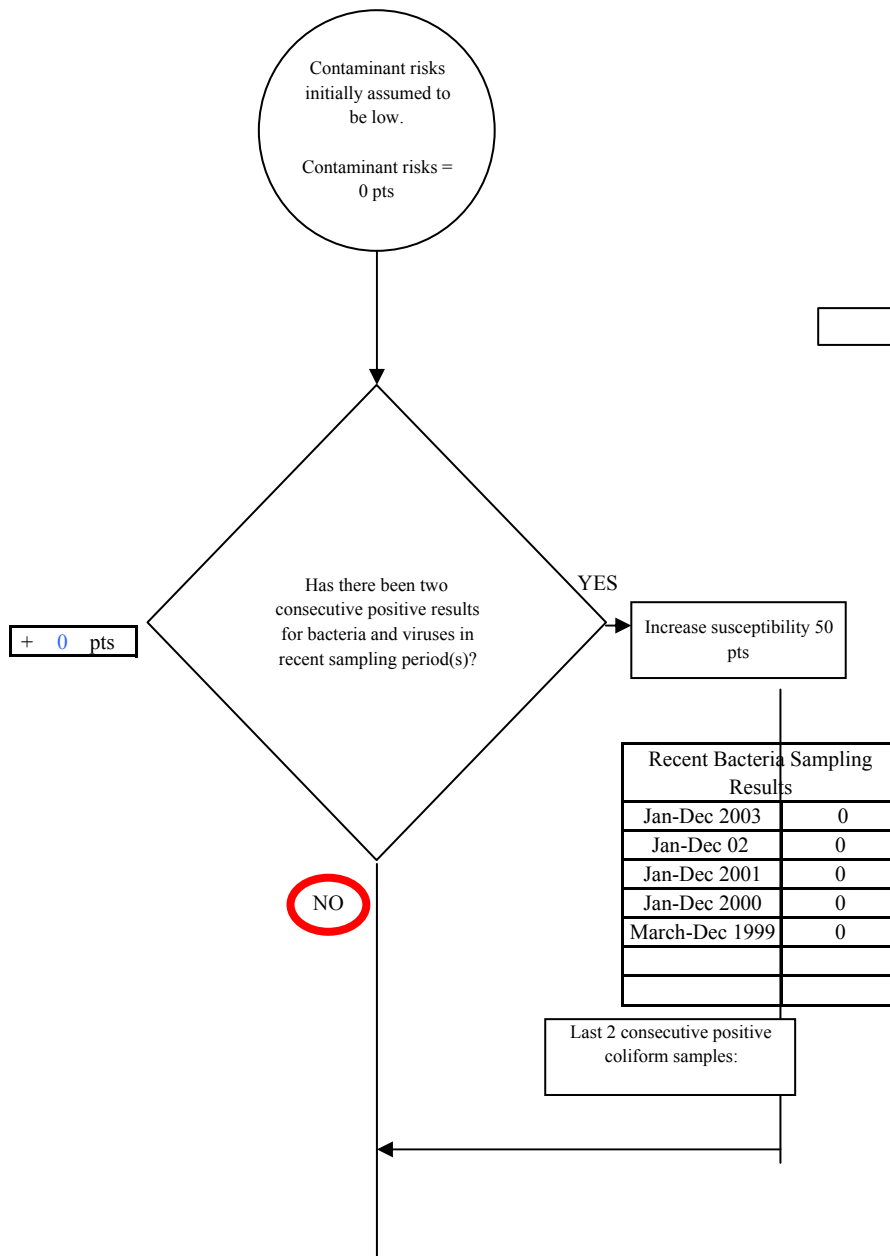 Contaminant risks
initially assumed to
be low.
Contaminant risks =
0 pts
Has there been two
consecutive positive results
for bacteria and viruses in
recent sampling period(s)?
YES
Increase susceptibility 50
pts
+ 0 pts
Recent Bacteria Sampling
Results
Jan-Dec 2003 0
Jan-Dec 02 0
Jan-Dec 2001 0
Jan-Dec 2000 0
March-Dec 1999 0
NO
Last 2 consecutive positive
coliform samples: